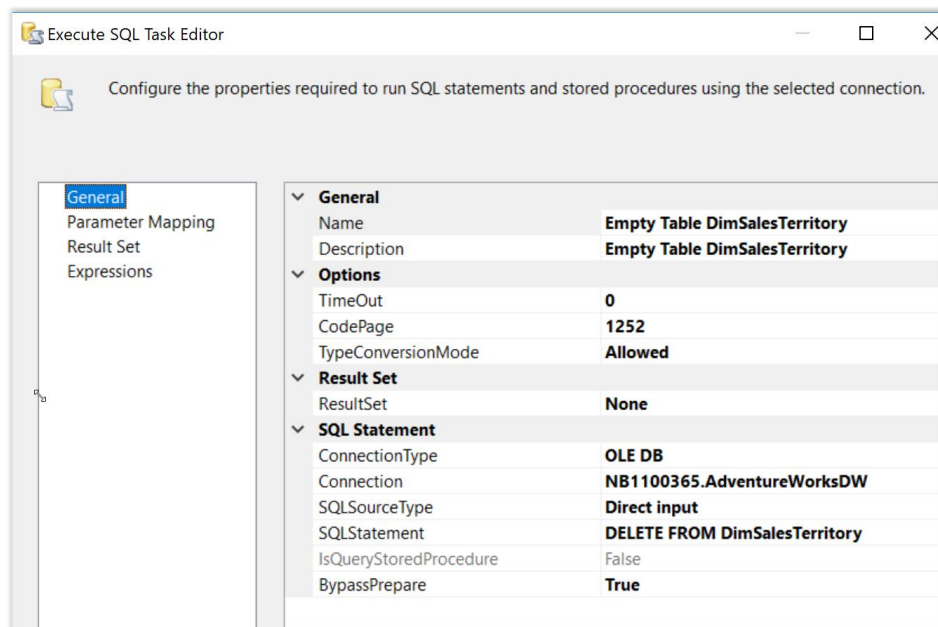 Execute SQL Task Editor
Configure the properties required to run SQL statements and stored procedures using the selected connection.
General
Parameter Mapping
Result Set
Expressions
General
Name Empty Table DimSalesTerritory
Description Empty Table DimSalesTerritory
Options
TimeOut 0
CodePage 1252
TypeConversionMode Allowed
Result Set
ResultSet None
SQL Statement
ConnectionType OLE DB
Connection NB1100365.AdventureWorksDW
SQLSourceType Direct input
SQLStatement DELETE FROM DimSalesTerritory
IsQueryStoredProcedure False
BypassPrepare True